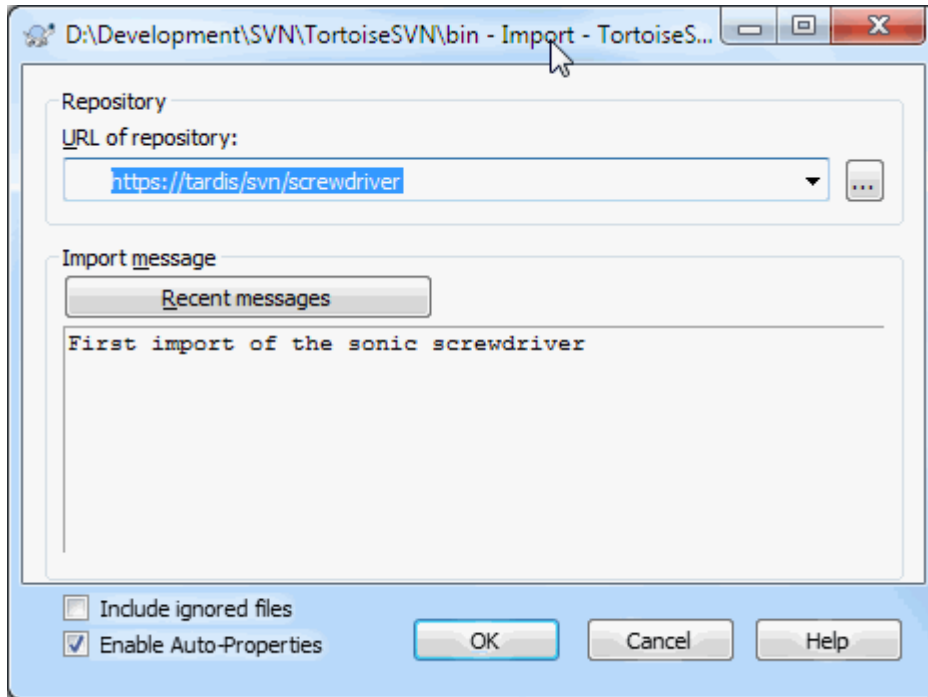 D:\Development\SVN\TortoiseSVN\bin - Import - TortoiseS...
Repository
URL of repository:
https://tardis/svn/screwdriver
...
Import message
Recent messages
First import of the sonic screwdriver
Include ignored files
Enable Auto-Properties
OK
Cancel
Help